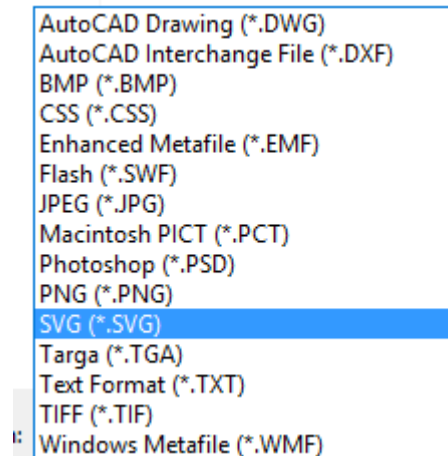 AutoCAD Drawing (*.DWG)
AutoCAD Interchange File (*.DXF)
BMP (*.BMP)
CSS (*.CSS)
Enhanced Metafile (*.EMF)
Flash (*.SWF)
JPEG (*.JPG)
Macintosh PICT (*.PCT)
Photoshop (*.PSD)
PNG (*.PNG)
SVG (*.SVG)
Targa (*.TGA)
Text Format (*.TXT)
TIFF (*.TIF)
Windows Metafile (*.WMF)